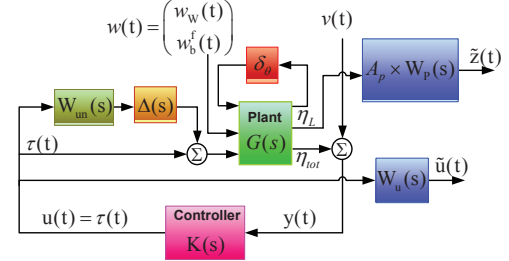 w(t) = ( w_W(t)
w_b^f(t) )
v(t)
δ_θ
A_p × W_P(s)
z̃(t)
W_un(s)
Δ(s)
Plant
G(s)
η_L
η_tot
τ(t)
Σ
Σ
W_u(s)
ũ(t)
u(t) = τ(t)
Controller
K(s)
y(t)